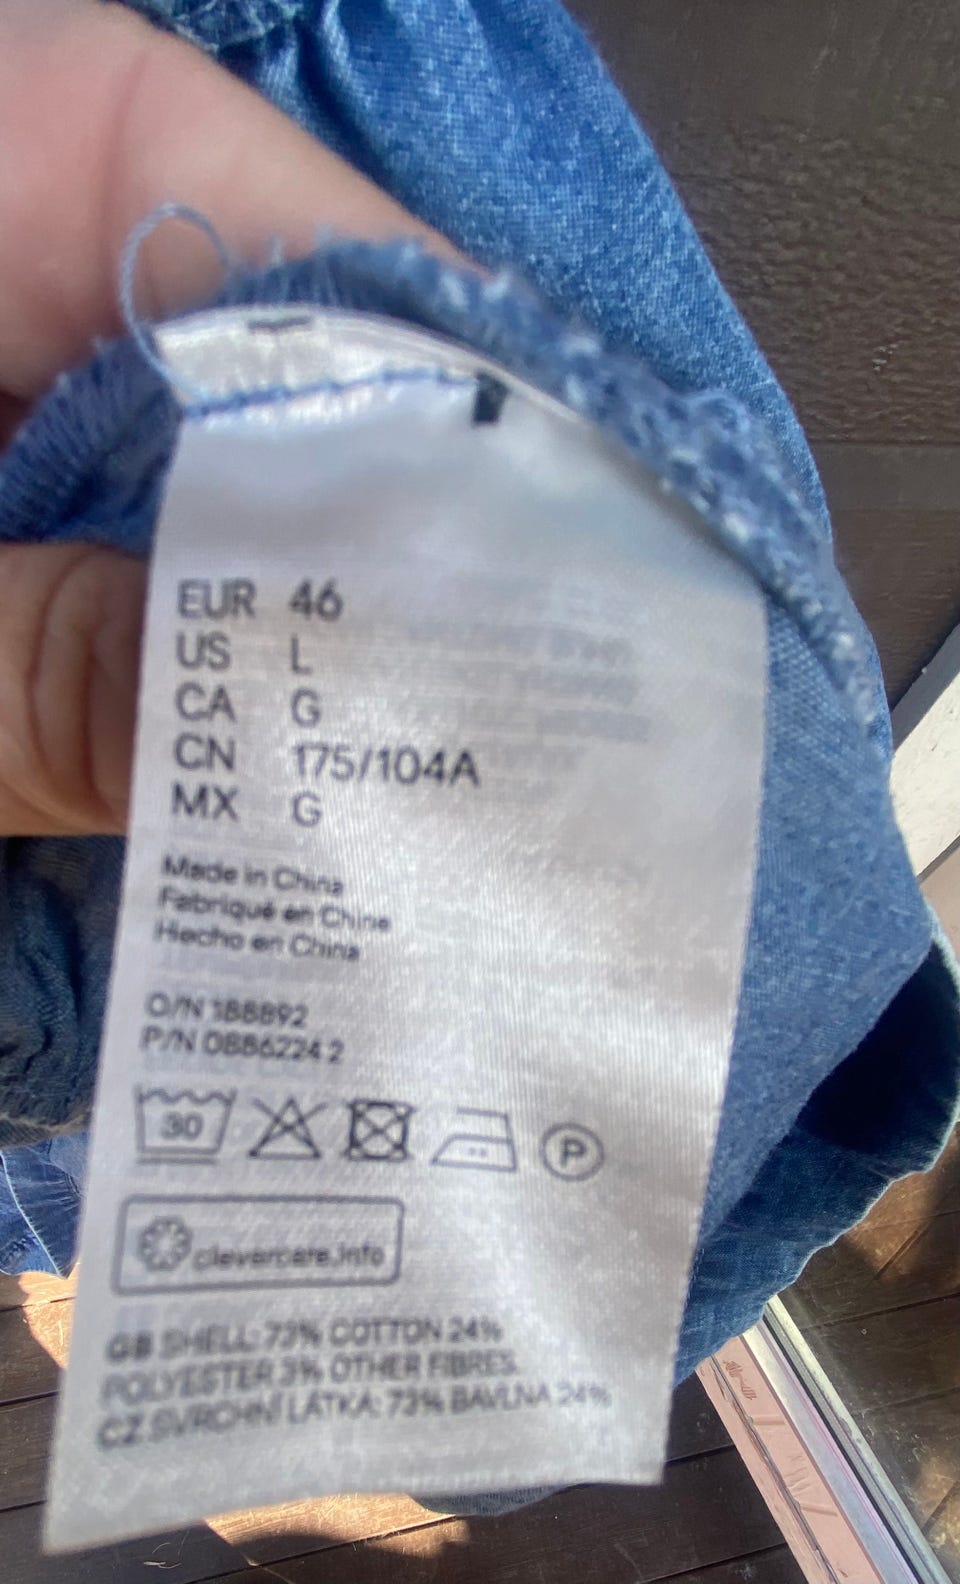 EUR 46
US L
CA G
CN 175/104A
MX G
Made in China
Fabriqué en Chine
Hecho en China
O/N 188892
P/N 0886224 2
30
P
clevercare.info
GB SHELL: 73% COTTON 24%
POLYESTER 3% OTHER FIBRES.
CZ SVRCHNÍ LÁTKA: 73% BAVLNA 24%